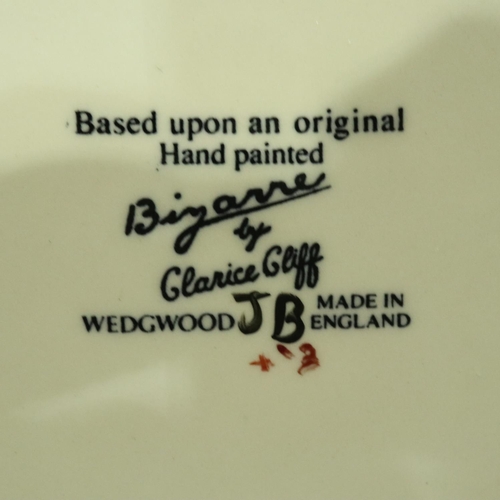 Based upon an original
Hand painted
Bizarre
by
Clarice Cliff
WEDGWOOD JB MADE IN
ENGLAND